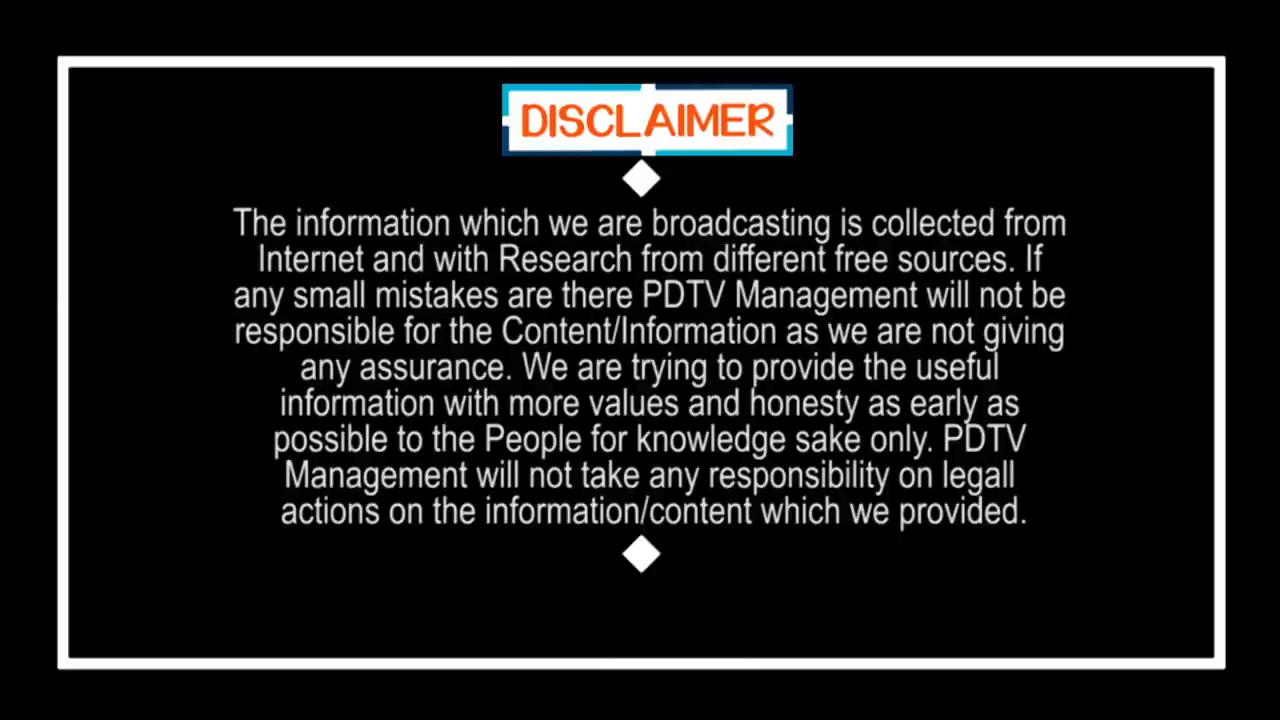 DISCLAIMER
The information which we are broadcasting is collected from
Internet and with Research from different free sources. If
any small mistakes are there PDTV Management will not be
responsible for the Content/Information as we are not giving
any assurance. We are trying to provide the useful
information with more values and honesty as early as
possible to the People for knowledge sake only. PDTV
Management will not take any responsibility on legall
actions on the information/content which we provided.